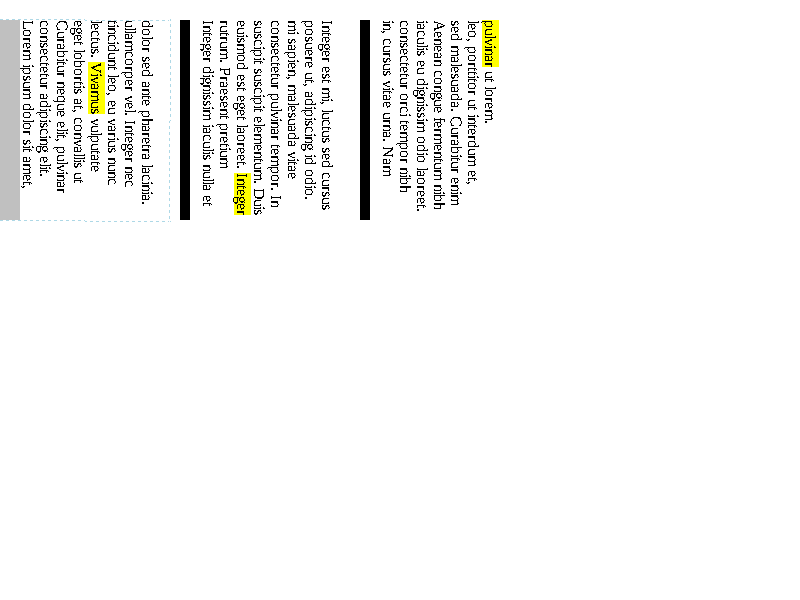 Lorem ipsum dolor sit amet,
consectetur adipiscing elit.
Curabitur neque elit, pulvinar
eget lobortis at, convallis ut
lectus. Vivamus vulputate
tincidunt leo, eu varius nunc
ullamcorper vel. Integer nec
dolor sed ante pharetra lacinia.
Integer dignissim iaculis nulla et
rutrum. Praesent pretium
euismod est eget laoreet. Integer
suscipit suscipit elementum. Duis
consectetur pulvinar tempor. In
mi sapien, malesuada vitae
posuere ut, adipiscing id odio.
Integer est mi, luctus sed cursus
in, cursus vitae urna. Nam
consectetur orci tempor nibh
iaculis eu dignissim odio laoreet.
Aenean congue fermentum nibh
sed malesuada. Curabitur enim
leo, porttitor ut interdum et,
pulvinar ut lorem.